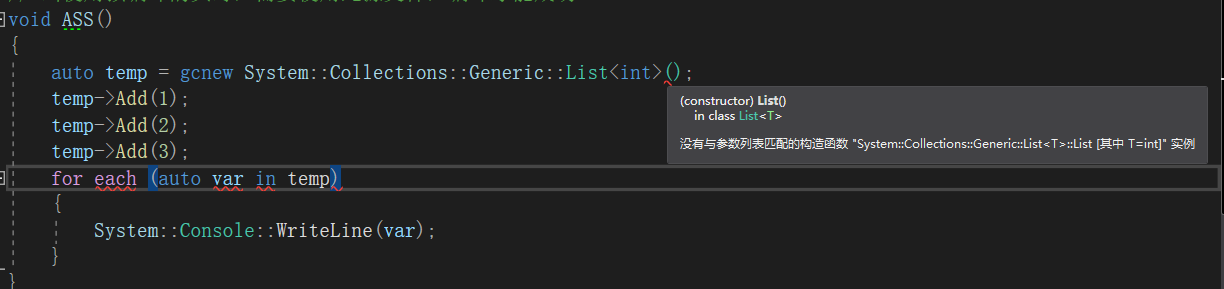 void ASS()
{
auto temp = gcnew System::Collections::Generic::List<int>();
temp->Add(1);
temp->Add(2);
temp->Add(3);
for each (auto var in temp)
{
System::Console::WriteLine(var);
}
}
(constructor) List()
in class List<T>
没有与参数列表匹配的构造函数 "System::Collections::Generic::List<T>::List [其中 T=int]" 实例